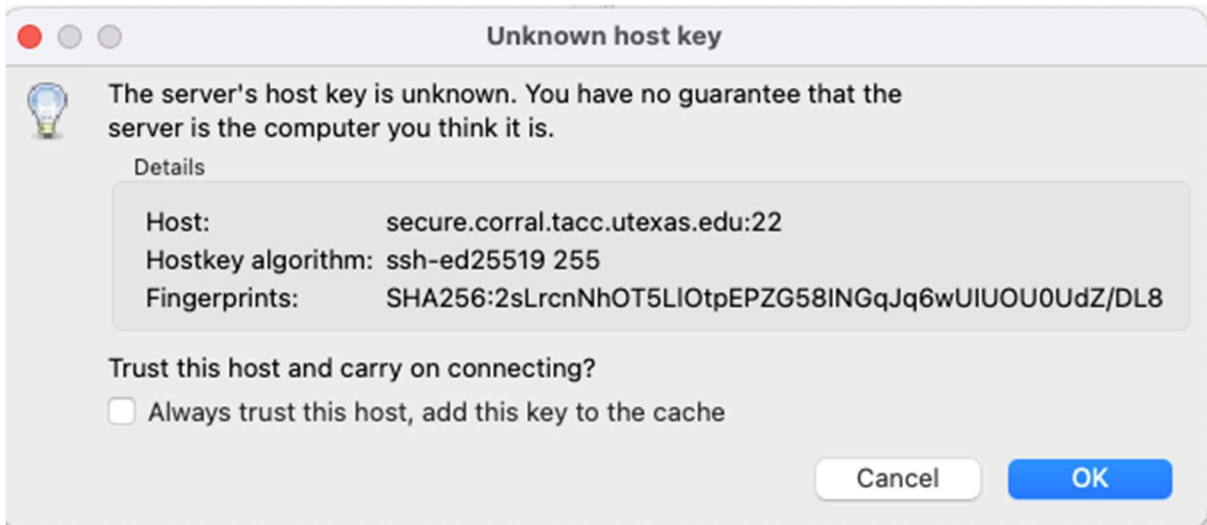 Unknown host key
The server's host key is unknown. You have no guarantee that the
server is the computer you think it is.
Details
Host: secure.corral.tacc.utexas.edu:22
Hostkey algorithm: ssh-ed25519 255
Fingerprints: SHA256:2sLrcnNhOT5LlOtpEPZG58lNGqJq6wUIUOU0UdZ/DL8
Trust this host and carry on connecting?
Always trust this host, add this key to the cache
Cancel OK